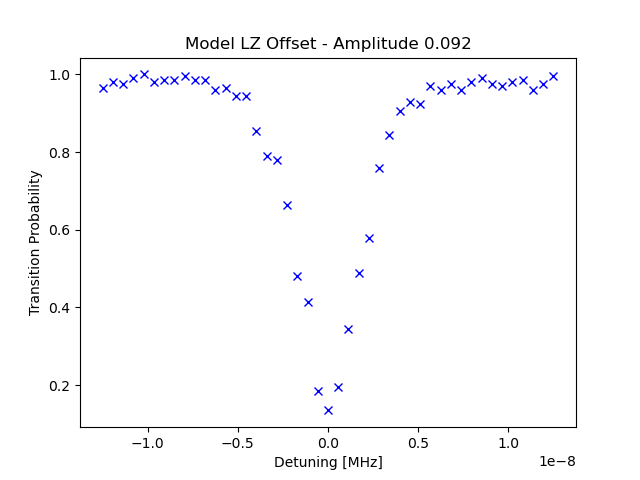 Model LZ Offset - Amplitude 0.092
Transition Probability
1.0
0.8
0.6
0.4
0.2
−1.0 −0.5 0.0 0.5 1.0
1e−8
Detuning [MHz]